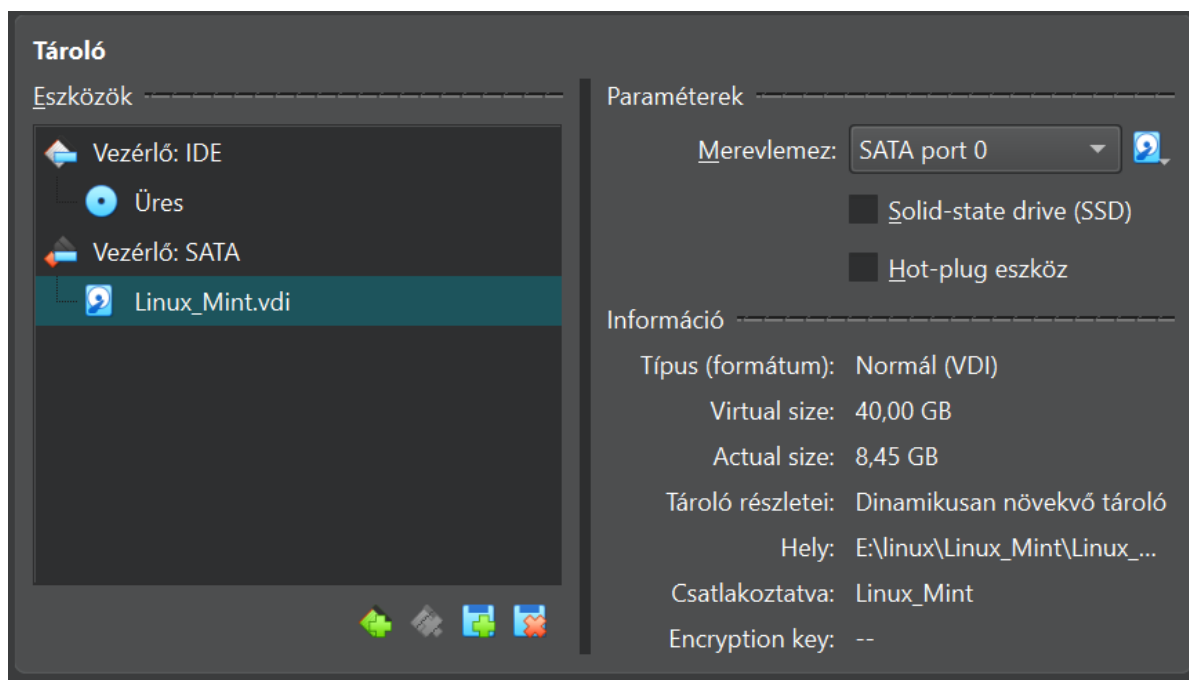 Tároló
Eszközök
Vezérlő: IDE
Üres
Vezérlő: SATA
Linux_Mint.vdi
Paraméterek
Merevlemez: SATA port 0
Solid-state drive (SSD)
Hot-plug eszköz
Információ
Típus (formátum): Normál (VDI)
Virtual size: 40,00 GB
Actual size: 8,45 GB
Tároló részletei: Dinamikusan növekvő tároló
Hely: E:\linux\Linux_Mint\Linux_...
Csatlakoztatva: Linux_Mint
Encryption key: --